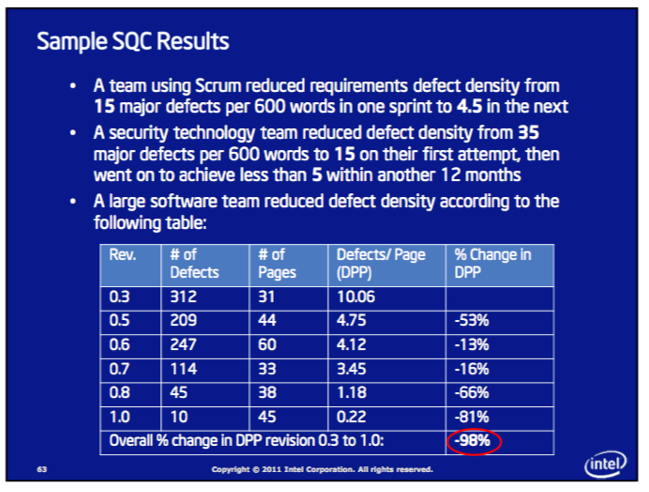 Sample SQC Results
• A team using Scrum reduced requirements defect density from
15 major defects per 600 words in one sprint to 4.5 in the next
• A security technology team reduced defect density from 35
major defects per 600 words to 15 on their first attempt, then
went on to achieve less than 5 within another 12 months
• A large software team reduced defect density according to the
following table:
Rev. # of Defects # of Pages Defects/ Page (DPP) % Change in DPP
0.3 312 31 10.06
0.5 209 44 4.75 -53%
0.6 247 60 4.12 -13%
0.7 114 33 3.45 -16%
0.8 45 38 1.18 -66%
1.0 10 45 0.22 -81%
Overall % change in DPP revision 0.3 to 1.0: -98%
63 Copyright © 2011 Intel Corporation. All rights reserved. intel